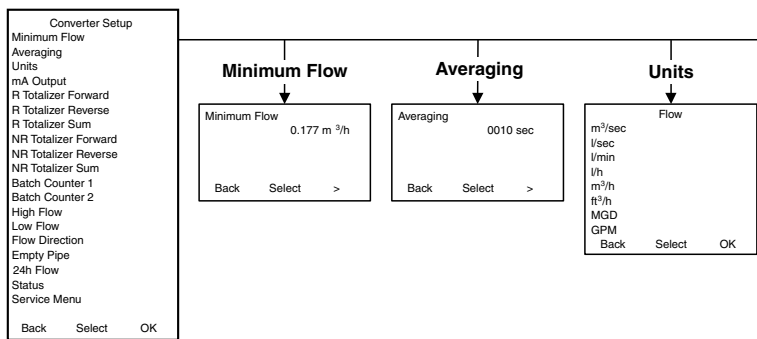 Converter Setup
Minimum Flow
Averaging
Units
mA Output
R Totalizer Forward
R Totalizer Reverse
R Totalizer Sum
NR Totalizer Forward
NR Totalizer Reverse
NR Totalizer Sum
Batch Counter 1
Batch Counter 2
High Flow
Low Flow
Flow Direction
Empty Pipe
24h Flow
Status
Service Menu
Back Select OK
Minimum Flow
Minimum Flow
0.177 m ³/h
Back Select >
Averaging
Averaging
0010 sec
Back Select >
Units
Flow
m³/sec
l/sec
l/min
l/h
m³/h
ft³/h
MGD
GPM
Back Select OK